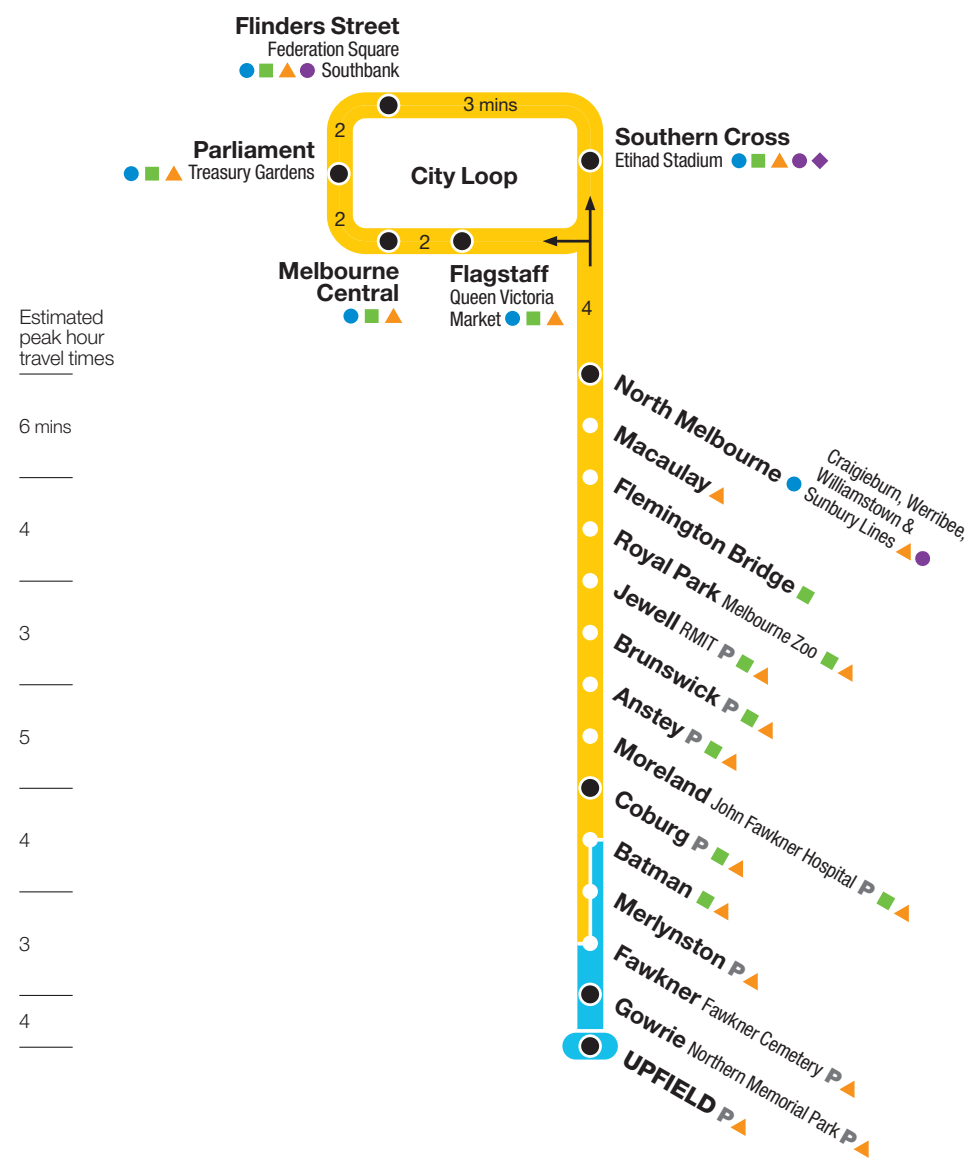 Flinders Street
Federation Square
Southbank
3 mins
2
Parliament
Treasury Gardens
City Loop
Southern Cross
Etihad Stadium
2
2
Melbourne
Central
Flagstaff
Queen Victoria
Market
4
Estimated
peak hour
travel times
6 mins
4
3
5
4
3
4
North Melbourne
Craigieburn, Werribee,
Williamstown &
Sunbury Lines
Macaulay
Flemington Bridge
Royal Park Melbourne Zoo
Jewell RMIT P
Brunswick P
Anstey P
Moreland John Fawkner Hospital P
Coburg P
Batman
Merlynston P
Fawkner Fawkner Cemetery P
Gowrie Northern Memorial Park P
UPFIELD P